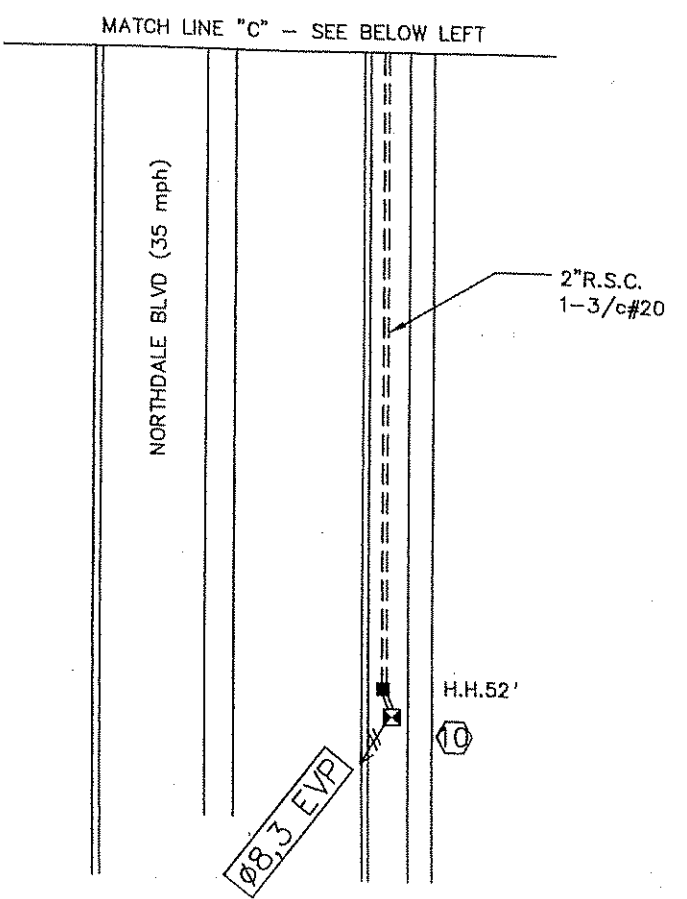 MATCH LINE "C" – SEE BELOW LEFT
NORTHDALE BLVD (35 mph)
2"R.S.C.
1–3/c#20
H.H.52'
10
ø8,3 EVP